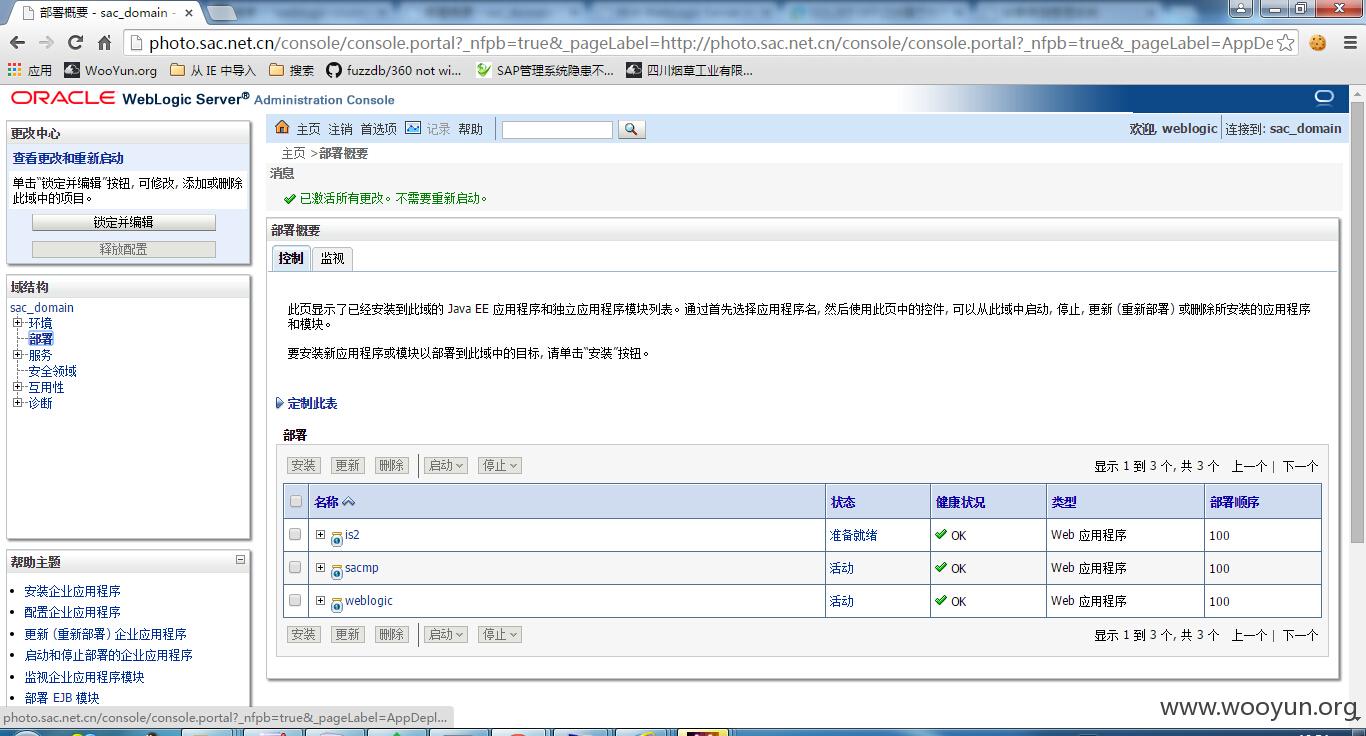 部署概要 - sac_domain -
photo.sac.net.cn/console/console.portal?_nfpb=true&_pageLabel=http://photo.sac.net.cn/console/console.portal?_nfpb=true&_pageLabel=AppDe
应用
WooYun.org
从 IE 中导入
搜索
fuzzdb/360 not wi...
SAP管理系统隐患不...
四川烟草工业有限...
ORACLE WebLogic Server® Administration Console
更改中心
查看更改和重新启动
单击“锁定并编辑”按钮, 可修改, 添加或删除
此域中的项目。
锁定并编辑
释放配置
域结构
sac_domain
环境
部署
服务
安全领域
互用性
诊断
帮助主题
安装企业应用程序
配置企业应用程序
更新 (重新部署) 企业应用程序
启动和停止部署的企业应用程序
监视企业应用程序模块
部署 EJB 模块
主页 注销 首选项 记录 帮助
欢迎, weblogic 连接到: sac_domain
主页 >部署概要
消息
已激活所有更改。不需要重新启动。
部署概要
控制 监视
此页显示了已经安装到此域的 Java EE 应用程序和独立应用程序模块列表。通过首先选择应用程序名, 然后使用此页中的控件, 可以从此域中启动, 停止, 更新 (重新部署) 或删除所安装的应用程序
和模块。
要安装新应用程序或模块以部署到此域中的目标, 请单击“安装”按钮。
定制此表
部署
安装 更新 删除 启动 停止 显示 1 到 3 个, 共 3 个 上一个 | 下一个
名称 状态 健康状况 类型 部署顺序
is2 准备就绪 OK Web 应用程序 100
sacmp 活动 OK Web 应用程序 100
weblogic 活动 OK Web 应用程序 100
安装 更新 删除 启动 停止 显示 1 到 3 个, 共 3 个 上一个 | 下一个
photo.sac.net.cn/console/console.portal?_nfpb=true&_pageLabel=AppDepl...
www.wooyun.org